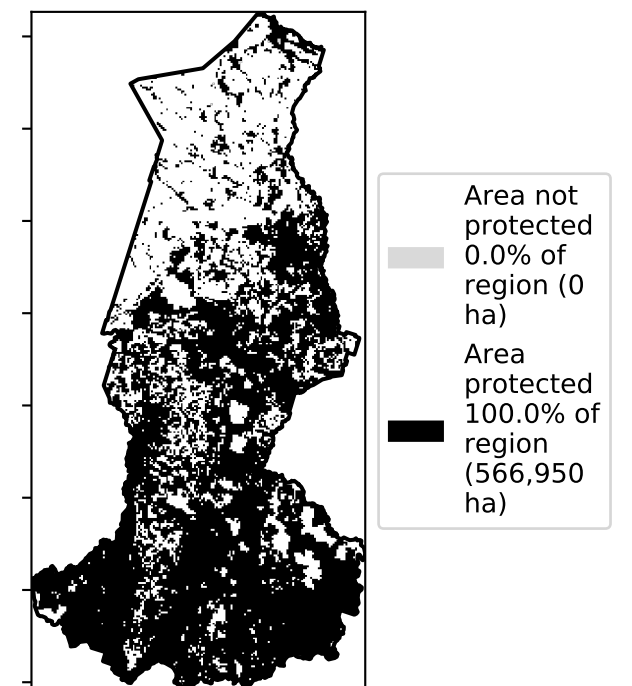 Area not
protected
0.0% of
region (0
ha)
Area
protected
100.0% of
region
(566,950
ha)